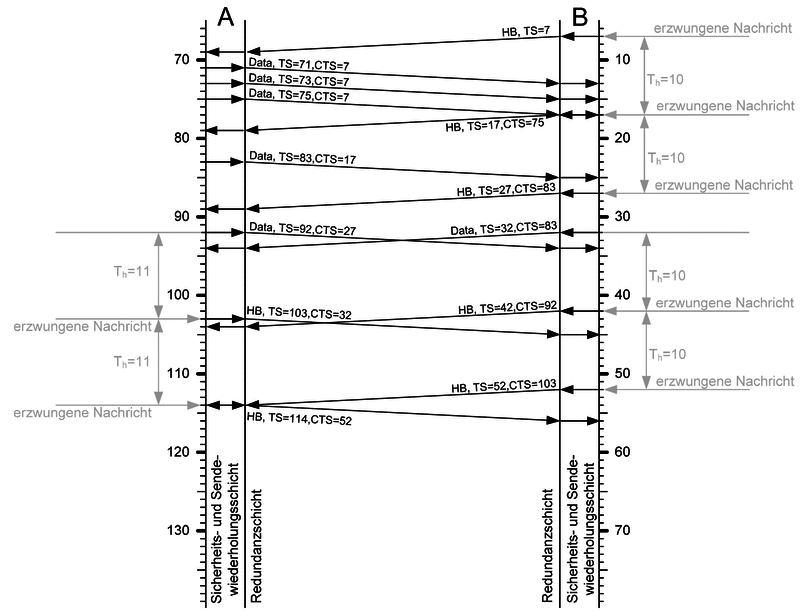 A
B
HB, TS=7
erzwungene Nachricht
70
10
Data, TS=71,CTS=7
Data, TS=73,CTS=7
Th=10
Data, TS=75,CTS=7
erzwungene Nachricht
HB, TS=17,CTS=75
80
20
Th=10
Data, TS=83,CTS=17
HB, TS=27,CTS=83
erzwungene Nachricht
90
30
Data, TS=92,CTS=27
Data, TS=32,CTS=83
Th=11
Th=10
100
40
HB, TS=103,CTS=32
HB, TS=42,CTS=92
erzwungene Nachricht
erzwungene Nachricht
Th=11
Th=10
110
50
HB, TS=52,CTS=103
erzwungene Nachricht
erzwungene Nachricht
HB, TS=114,CTS=52
120
60
130
70
Sicherheits- und Sende-
wiederholungsschicht
Redundanzschicht
Redundanzschicht
Sicherheits- und Sende-
wiederholungsschicht